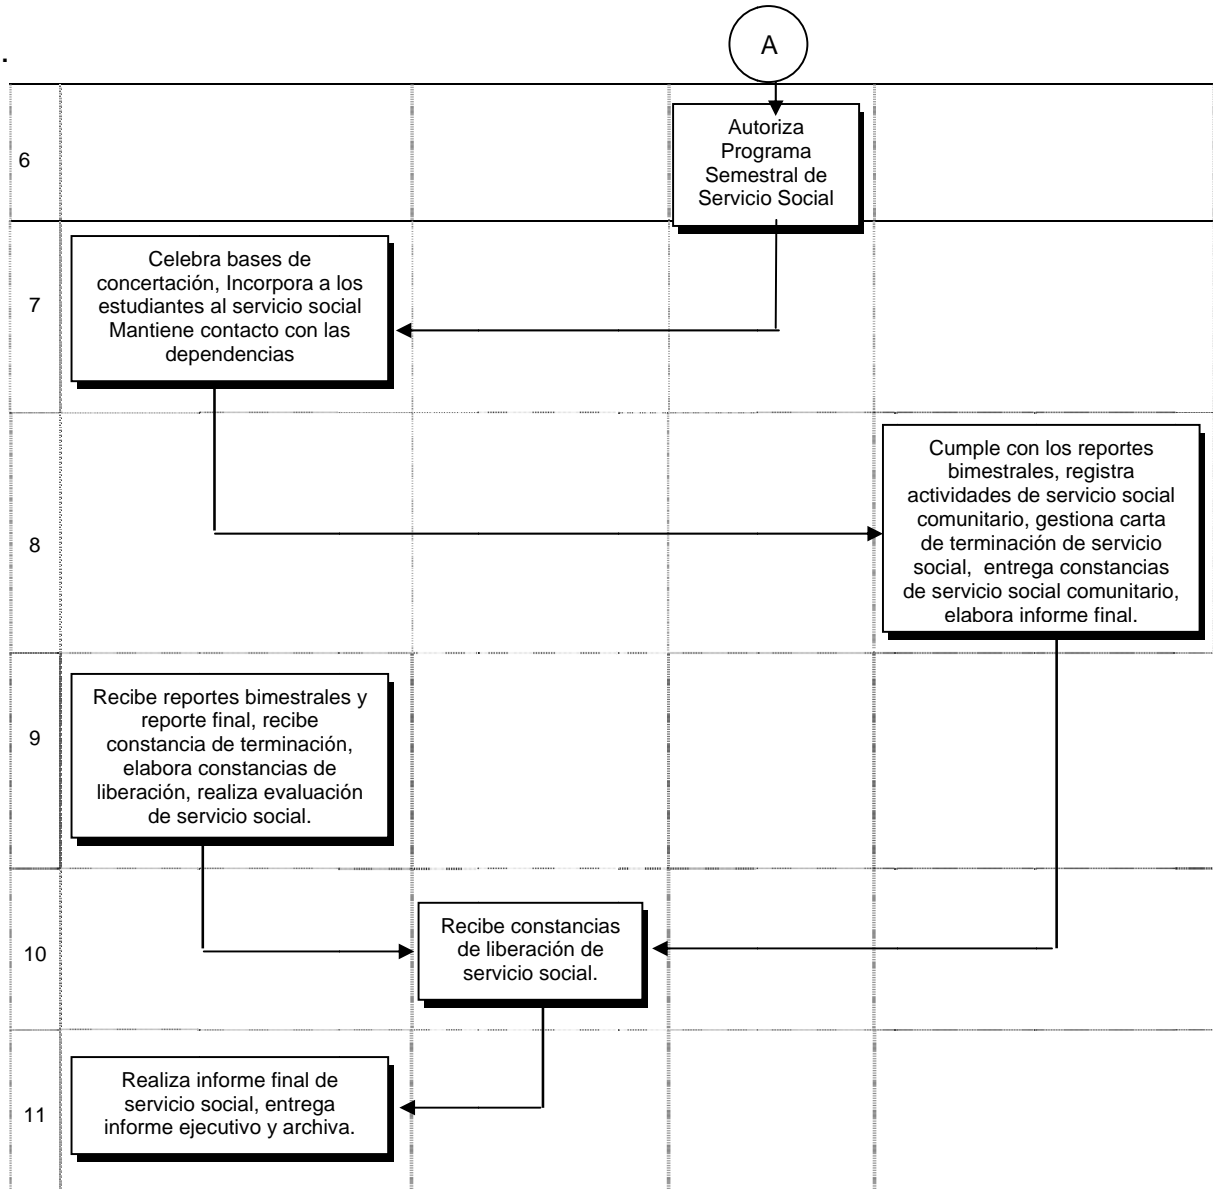 A
.
6
Autoriza
Programa
Semestral de
Servicio Social
7
Celebra bases de
concertación, Incorpora a los
estudiantes al servicio social
Mantiene contacto con las
dependencias
8
Cumple con los reportes
bimestrales, registra
actividades de servicio social
comunitario, gestiona carta
de terminación de servicio
social, entrega constancias
de servicio social comunitario,
elabora informe final.
9
Recibe reportes bimestrales y
reporte final, recibe
constancia de terminación,
elabora constancias de
liberación, realiza evaluación
de servicio social.
10
Recibe constancias
de liberación de
servicio social.
11
Realiza informe final de
servicio social, entrega
informe ejecutivo y archiva.